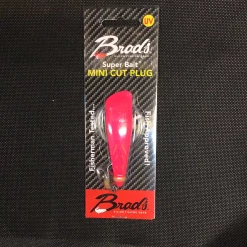 UV
Brad's
Super Bait
MINI CUT PLUG
Fisherman Tested...
Fish Approved!
Brad's